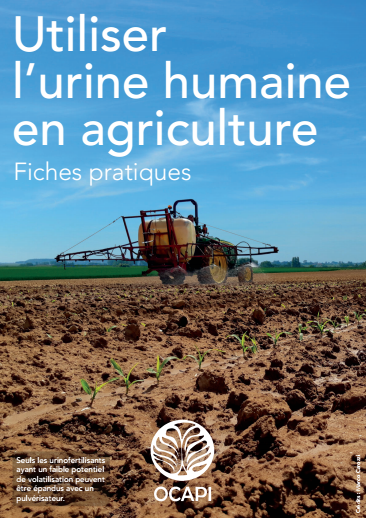 Utiliser
l'urine humaine
en agriculture
Fiches pratiques
Seuls les urinofertilisants
ayant un faible potentiel
de volatilisation peuvent
être épandus avec un
pulvérisateur.
OCAPI